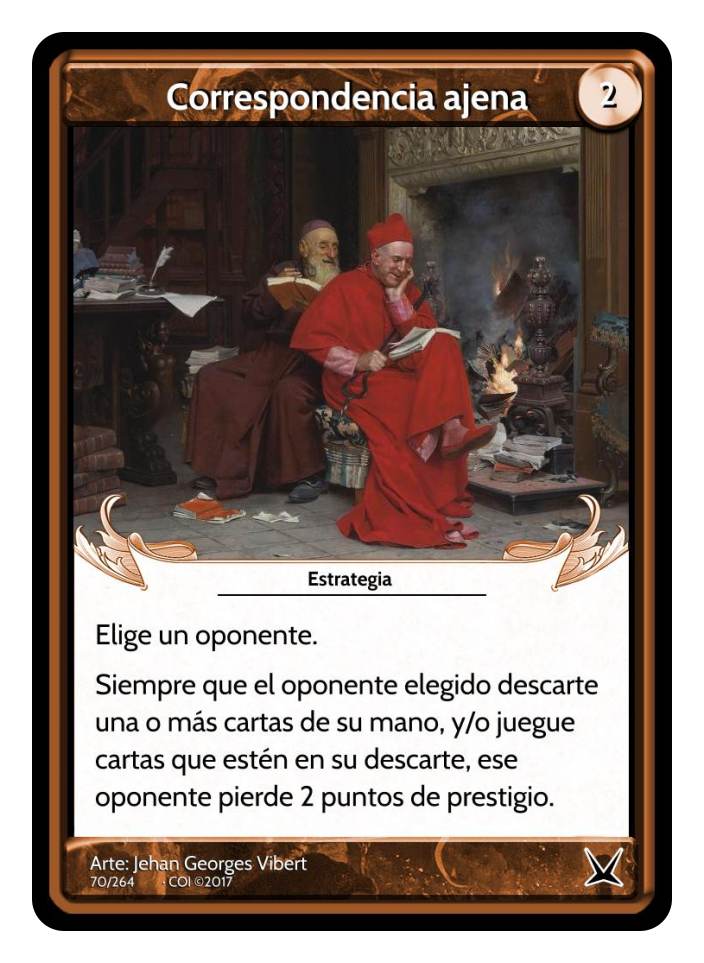 Correspondencia ajena
2
Estrategia
Elige un oponente.
Siempre que el oponente elegido descarte
una o más cartas de su mano, y/o juegue
cartas que estén en su descarte, ese
oponente pierde 2 puntos de prestigio.
Arte: Jehan Georges Vibert
70/264 · COI ©2017